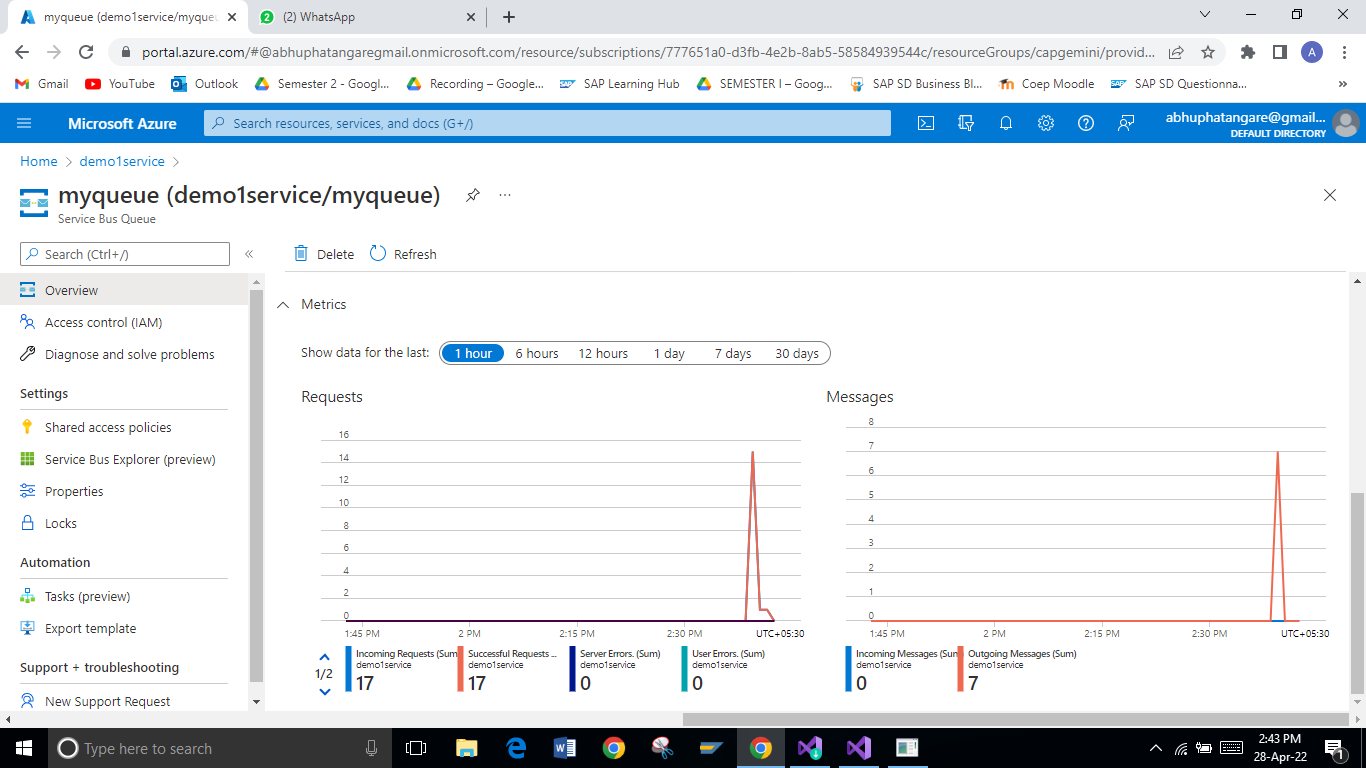 myqueue (demo1service/myqueue
(2) WhatsApp
portal.azure.com/#@abhuphatangaregmail.onmicrosoft.com/resource/subscriptions/777651a0-d3fb-4e2b-8ab5-58584939544c/resourceGroups/capgemini/provid...
A
Gmail
YouTube
Outlook
Semester 2 - Googl...
Recording – Google...
SAP Learning Hub
SEMESTER I – Goog...
SAP SD Business Bl...
Coep Moodle
SAP SD Questionna...
Microsoft Azure
Search resources, services, and docs (G+/)
abhuphatangare@gmail....
DEFAULT DIRECTORY
Home > demo1service >
myqueue (demo1service/myqueue)
Service Bus Queue
Search (Ctrl+/)
Delete
Refresh
Overview
Access control (IAM)
Diagnose and solve problems
Settings
Shared access policies
Service Bus Explorer (preview)
Properties
Locks
Automation
Tasks (preview)
Export template
Support + troubleshooting
New Support Request
Metrics
Show data for the last: 1 hour 6 hours 12 hours 1 day 7 days 30 days
Requests
16
14
12
10
8
6
4
2
0
1:45 PM 2 PM 2:15 PM 2:30 PM UTC+05:30
1/2
Incoming Requests (Sum)
demo1service
17
Successful Requests ...
demo1service
17
Server Errors. (Sum)
demo1service
0
User Errors. (Sum)
demo1service
0
Messages
8
7
6
5
4
3
2
1
0
1:45 PM 2 PM 2:15 PM 2:30 PM UTC+05:30
Incoming Messages (Sum
demo1service
0
Outgoing Messages (Sum)
demo1service
7
Type here to search
2:43 PM
28-Apr-22
1